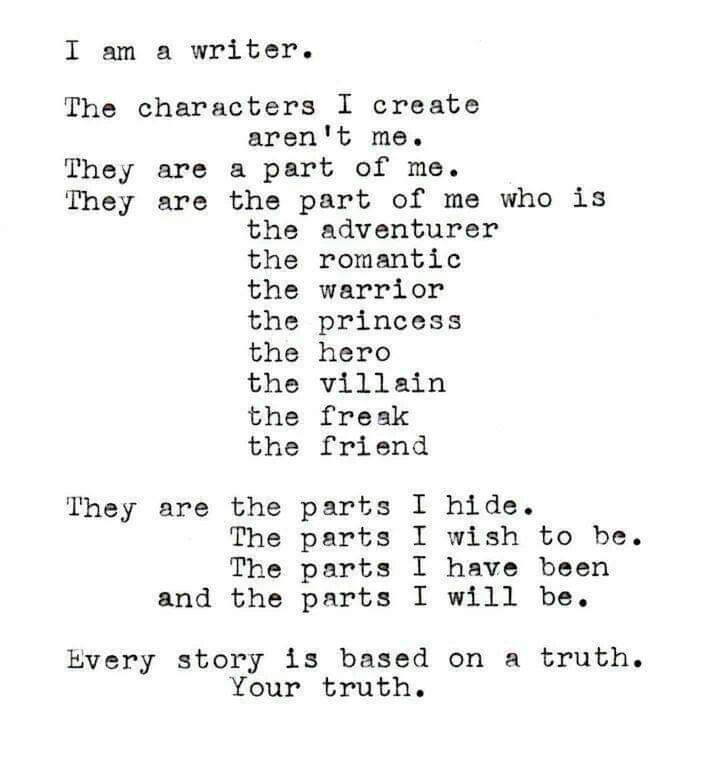 I am a writer.
The characters I create
aren't me.
They are a part of me.
They are the part of me who is
the adventurer
the romantic
the warrior
the princess
the hero
the villain
the freak
the friend
They are the parts I hide.
The parts I wish to be.
The parts I have been
and the parts I will be.
Every story is based on a truth.
Your truth.